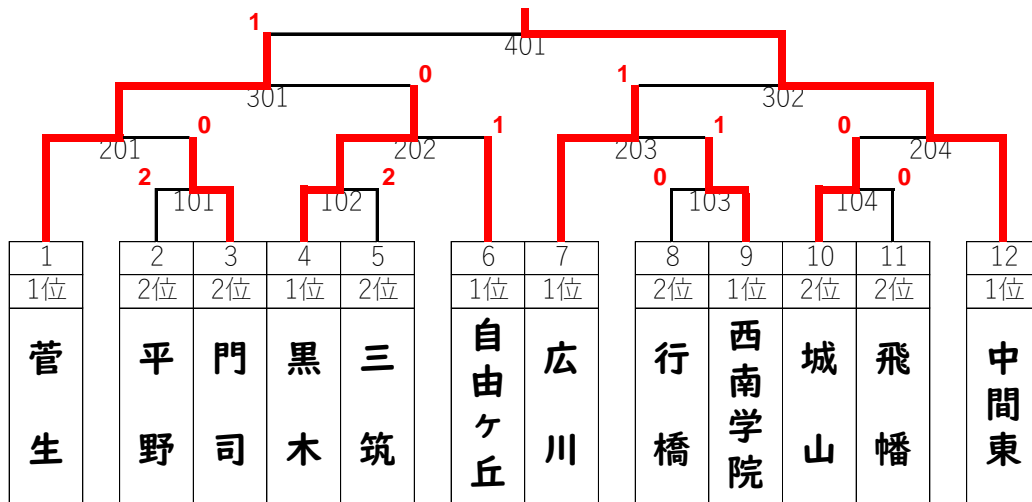 1
401
0
1
301
302
0
1
1
0
201
202
203
204
2
2
0
0
101
102
103
104
1 2 3 4 5 6 7 8 9 10 11 12
1位 2位 2位 1位 2位 1位 1位 2位 1位 2位 2位 1位
菅生
平野
門司
黒木
三筑
自由ヶ丘
広川
行橋
西南学院
城山
飛幡
中間東